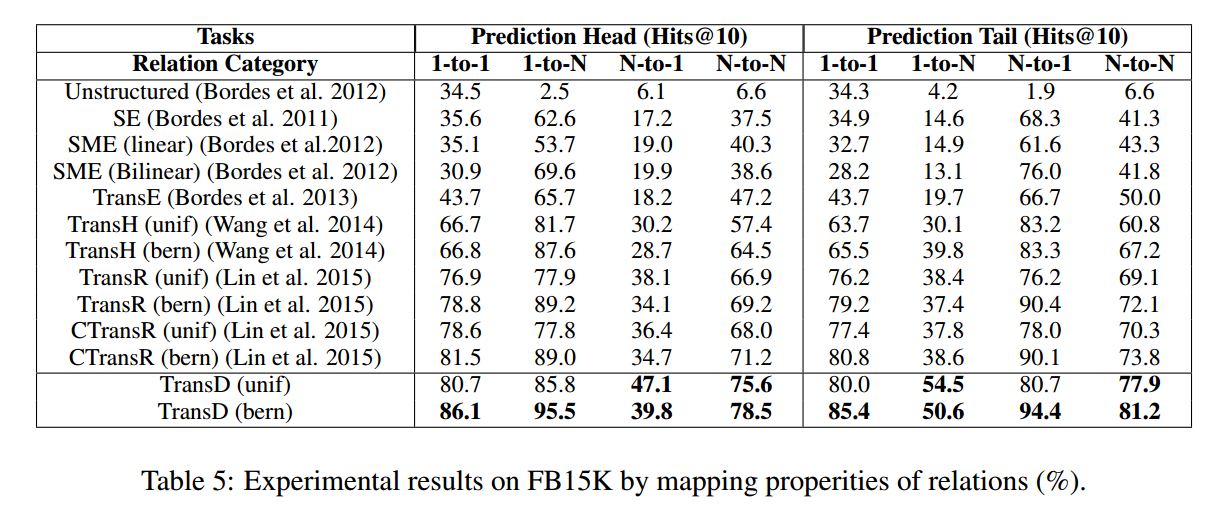 Tasks Prediction Head (Hits@10) Prediction Tail (Hits@10)
Relation Category 1-to-1 1-to-N N-to-1 N-to-N 1-to-1 1-to-N N-to-1 N-to-N
Unstructured (Bordes et al. 2012) 34.5 2.5 6.1 6.6 34.3 4.2 1.9 6.6
SE (Bordes et al. 2011) 35.6 62.6 17.2 37.5 34.9 14.6 68.3 41.3
SME (linear) (Bordes et al.2012) 35.1 53.7 19.0 40.3 32.7 14.9 61.6 43.3
SME (Bilinear) (Bordes et al. 2012) 30.9 69.6 19.9 38.6 28.2 13.1 76.0 41.8
TransE (Bordes et al. 2013) 43.7 65.7 18.2 47.2 43.7 19.7 66.7 50.0
TransH (unif) (Wang et al. 2014) 66.7 81.7 30.2 57.4 63.7 30.1 83.2 60.8
TransH (bern) (Wang et al. 2014) 66.8 87.6 28.7 64.5 65.5 39.8 83.3 67.2
TransR (unif) (Lin et al. 2015) 76.9 77.9 38.1 66.9 76.2 38.4 76.2 69.1
TransR (bern) (Lin et al. 2015) 78.8 89.2 34.1 69.2 79.2 37.4 90.4 72.1
CTransR (unif) (Lin et al. 2015) 78.6 77.8 36.4 68.0 77.4 37.8 78.0 70.3
CTransR (bern) (Lin et al. 2015) 81.5 89.0 34.7 71.2 80.8 38.6 90.1 73.8
TransD (unif) 80.7 85.8 47.1 75.6 80.0 54.5 80.7 77.9
TransD (bern) 86.1 95.5 39.8 78.5 85.4 50.6 94.4 81.2
Table 5: Experimental results on FB15K by mapping properities of relations (%).